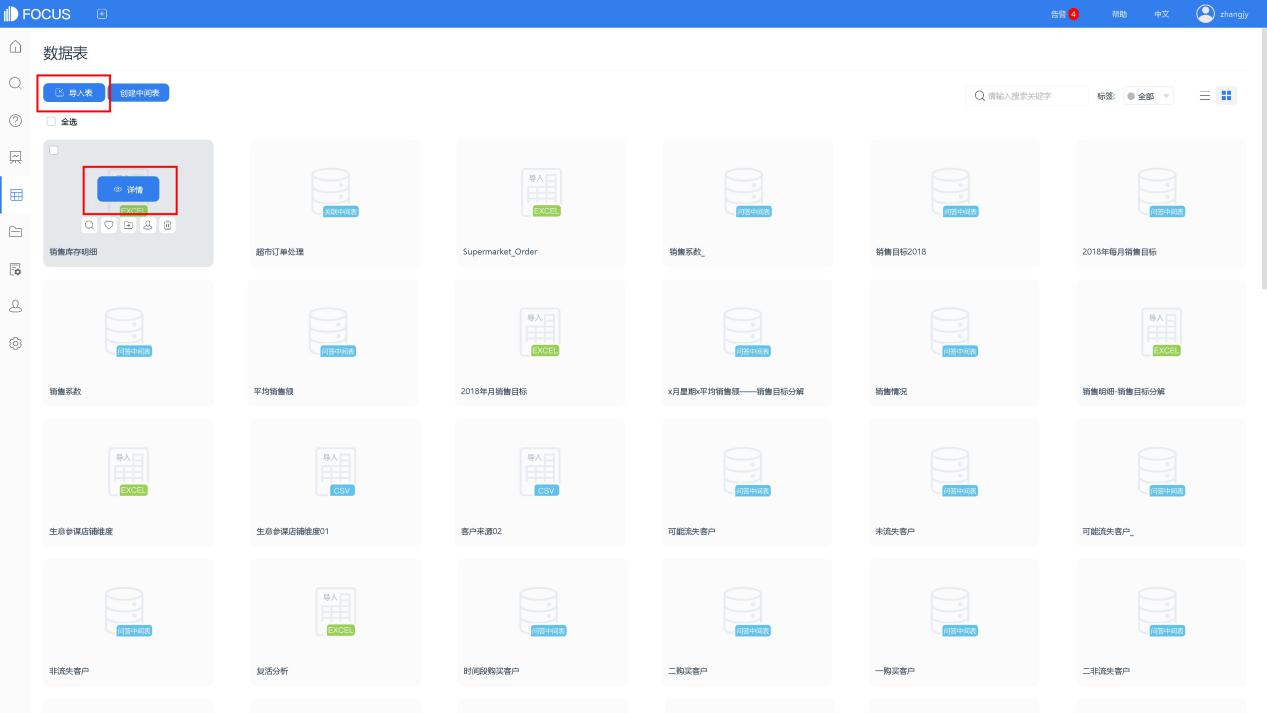 FOCUS
告警 4 帮助 中文 zhangjy
数据表
导入表 创建中间表
请输入搜索关键字 标签: 全部
全选
详情
EXCEL
销售库存明细
关联中间表
超市订单处理
导入
EXCEL
Supermarket_Order
问答中间表
销售系数_
问答中间表
销售目标2018
问答中间表
2018年每月销售目标
问答中间表
销售系数
问答中间表
平均销售额
导入
EXCEL
2018年月销售目标
问答中间表
x月星期x平均销售额——销售目标分解
问答中间表
销售情况
导入
EXCEL
销售明细-销售目标分解
导入
EXCEL
生意参谋店铺维度
导入
CSV
生意参谋店铺维度01
导入
CSV
客户来源02
问答中间表
可能流失客户
问答中间表
未流失客户
问答中间表
可能流失客户_
问答中间表
非流失客户
导入
EXCEL
复活分析
问答中间表
时间段购买客户
问答中间表
二购买客户
问答中间表
一购买客户
问答中间表
二非流失客户